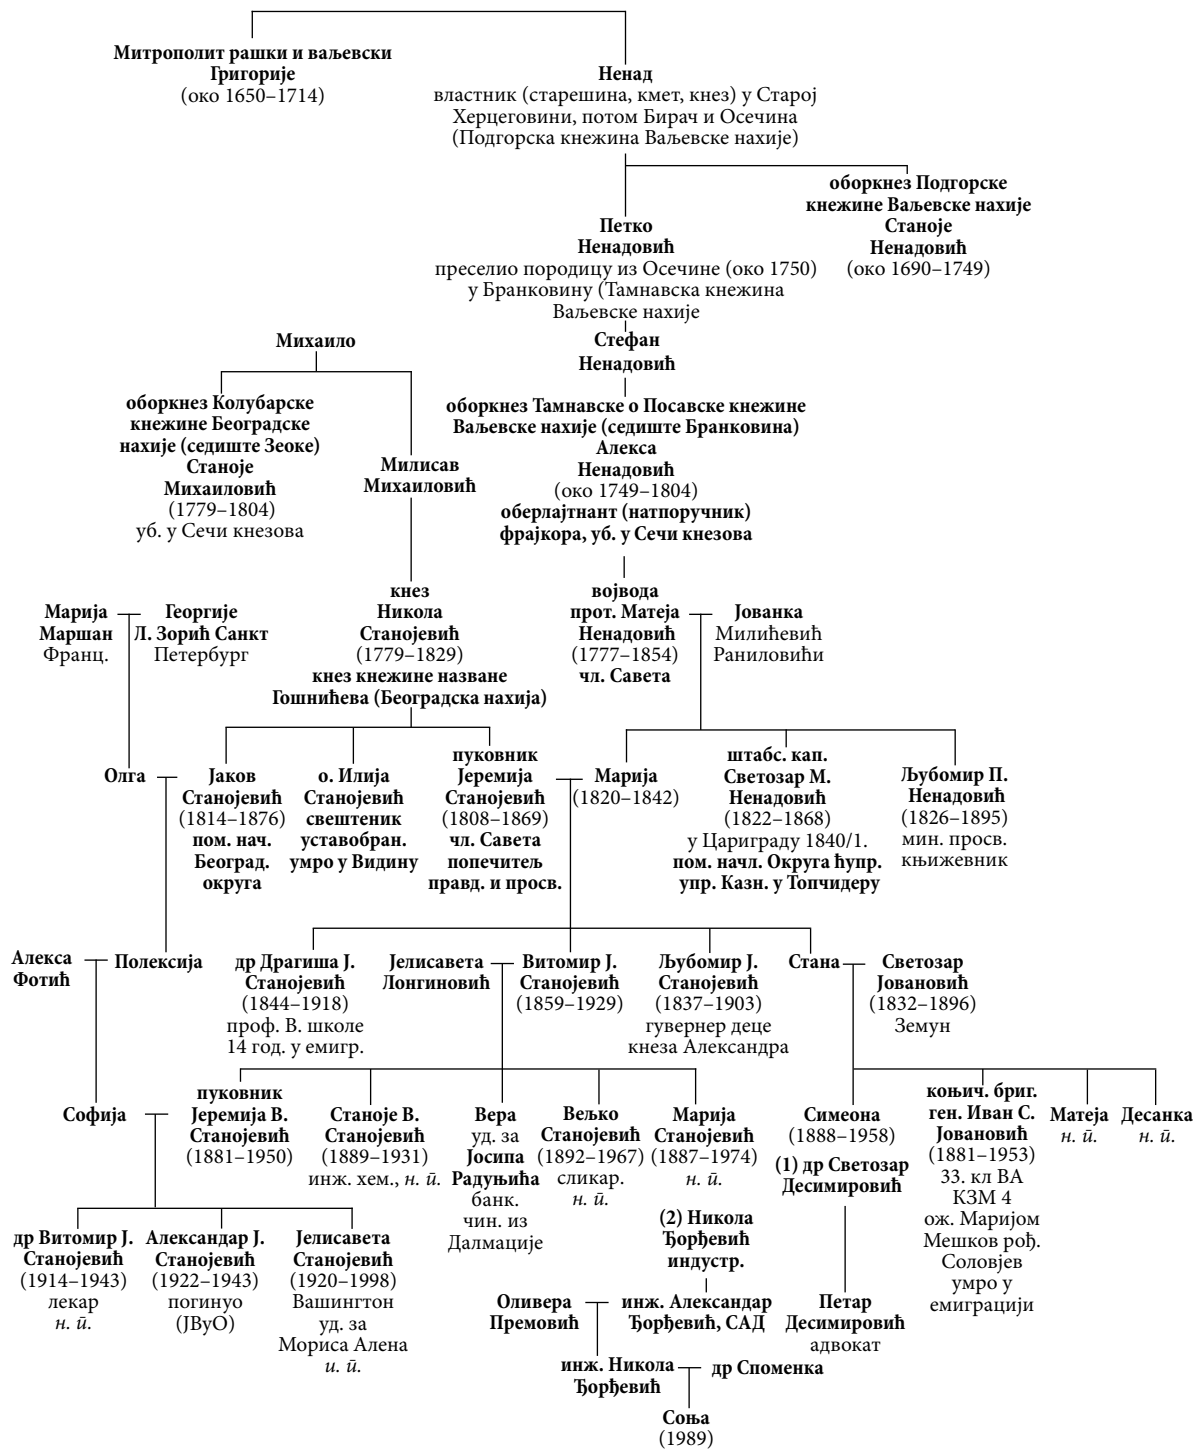 Митрополит рашки и ваљевски
Григорије
(око 1650–1714)
Ненад
властник (старешина, кмет, кнез) у Старој
Херцеговини, потом Бирач и Осечина
(Подгорска кнежина Ваљевске нахије)
оборкнез Подгорске
кнежине Ваљевске нахије
Станоје
Ненадовић
(око 1690–1749)
Петко
Ненадовић
преселио породицу из Осечине (око 1750)
у Бранковину (Тамнавска кнежина
Ваљевске нахије
Стефан
Ненадовић
Михаило
оборкнез Колубарске
кнежине Београдске
нахије (седиште Зеоке)
Станоје
Михаиловић
(1779–1804)
уб. у Сечи кнезова
Милисав
Михаиловић
оборкнез Тамнавске о Посавске кнежине
Ваљевске нахије (седиште Бранковина)
Алекса
Ненадовић
(око 1749–1804)
оберлајтнант (натпоручник)
фрајкора, уб. у Сечи кнезова
Марија
Маршан
Франц.
Георгије
Л. Зорић Санкт
Петербург
кнез
Никола
Станојевић
(1779–1829)
кнез кнежине назване
Гошнићева (Београдска нахија)
војвода
прот. Матеја
Ненадовић
(1777–1854)
чл. Савета
Јованка
Милићевић
Раниловићи
Олга
Јаков
Станојевић
(1814–1876)
пом. нач.
Београд.
округа
о. Илија
Станојевић
свештеник
уставобран.
умро у Видину
пуковник
Јеремија
Станојевић
(1808–1869)
чл. Савета
попечитељ
правд. и просв.
Марија
(1820–1842)
штабс. кап.
Светозар М.
Ненадовић
(1822–1868)
у Цариграду 1840/1.
пом. начл. Округа ћупр.
упр. Казн. у Топчидеру
Љубомир П.
Ненадовић
(1826–1895)
мин. просв.
књижевник
Алекса
Фотић
Полексија
др Драгиша Ј.
Станојевић
(1844–1918)
проф. В. школе
14 год. у емигр.
Јелисавета
Лонгиновић
Витомир Ј.
Станојевић
(1859–1929)
Љубомир Ј.
Станојевић
(1837–1903)
гувернер деце
кнеза Александра
Стана
Светозар
Јовановић
(1832–1896)
Земун
Софија
пуковник
Јеремија В.
Станојевић
(1881–1950)
Станоје В.
Станојевић
(1889–1931)
инж. хем., н. п̄.
Вера
уд. за
Јосипа
Радуњића
банк.
чин. из
Далмације
Вељко
Станојевић
(1892–1967)
сликар.
н. п̄.
Марија
Станојевић
(1887–1974)
н. п̄.
Симеона
(1888–1958)
(1) др Светозар
Десимировић
коњич. бриг.
ген. Иван С.
Јовановић
(1881–1953)
33. кл ВА
КЗМ 4
ож. Маријом
Мешков рођ.
Соловјев
умро у
емиграцији
Матеја
н. п̄.
Десанка
н. п̄.
др Витомир Ј.
Станојевић
(1914–1943)
лекар
н. п̄.
Александар Ј.
Станојевић
(1922–1943)
погинуо
(ЈВуО)
Јелисавета
Станојевић
(1920–1998)
Вашингтон
уд. за
Мориса Алена
и. п̄.
(2) Никола
Ђорђевић
индустр.
Оливера
Премовић
инж. Александар
Ђорђевић, САД
Петар
Десимировић
адвокат
инж. Никола
Ђорђевић
др Споменка
Соња
(1989)